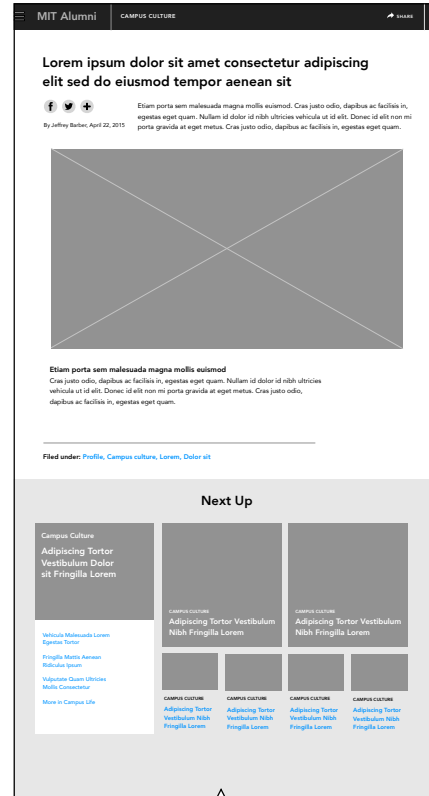 MIT Alumni
CAMPUS CULTURE
SHARE
Lorem ipsum dolor sit amet consectetur adipiscing
elit sed do eiusmod tempor aenean sit
By Jeffrey Barber, April 22, 2015
Etiam porta sem malesuada magna mollis euismod. Cras justo odio, dapibus ac facilisis in,
egestas eget quam. Nullam id dolor id nibh ultricies vehicula ut id elit. Donec id elit non mi
porta gravida at eget metus. Cras justo odio, dapibus ac facilisis in, egestas eget quam.
Etiam porta sem malesuada magna mollis euismod
Cras justo odio, dapibus ac facilisis in, egestas eget quam. Nullam id dolor id nibh ultricies
vehicula ut id elit. Donec id elit non mi porta gravida at eget metus. Cras justo odio,
dapibus ac facilisis in, egestas eget quam.
Filed under: Profile, Campus culture, Lorem, Dolor sit
Next Up
Campus Culture
Adipiscing Tortor
Vestibulum Dolor
sit Fringilla Lorem
Vehicula Malesuada Lorem
Egestas Tortor
Fringilla Mattis Aenean
Ridiculus Ipsum
Vulputate Quam Ultricies
Mollis Consectetur
More in Campus Life
CAMPUS CULTURE
Adipiscing Tortor Vestibulum
Nibh Fringilla Lorem
CAMPUS CULTURE
Adipiscing Tortor Vestibulum
Nibh Fringilla Lorem
CAMPUS CULTURE
Adipiscing Tortor
Vestibulum Nibh
Fringilla Lorem
CAMPUS CULTURE
Adipiscing Tortor
Vestibulum Nibh
Fringilla Lorem
CAMPUS CULTURE
Adipiscing Tortor
Vestibulum Nibh
Fringilla Lorem
CAMPUS CULTURE
Adipiscing Tortor
Vestibulum Nibh
Fringilla Lorem